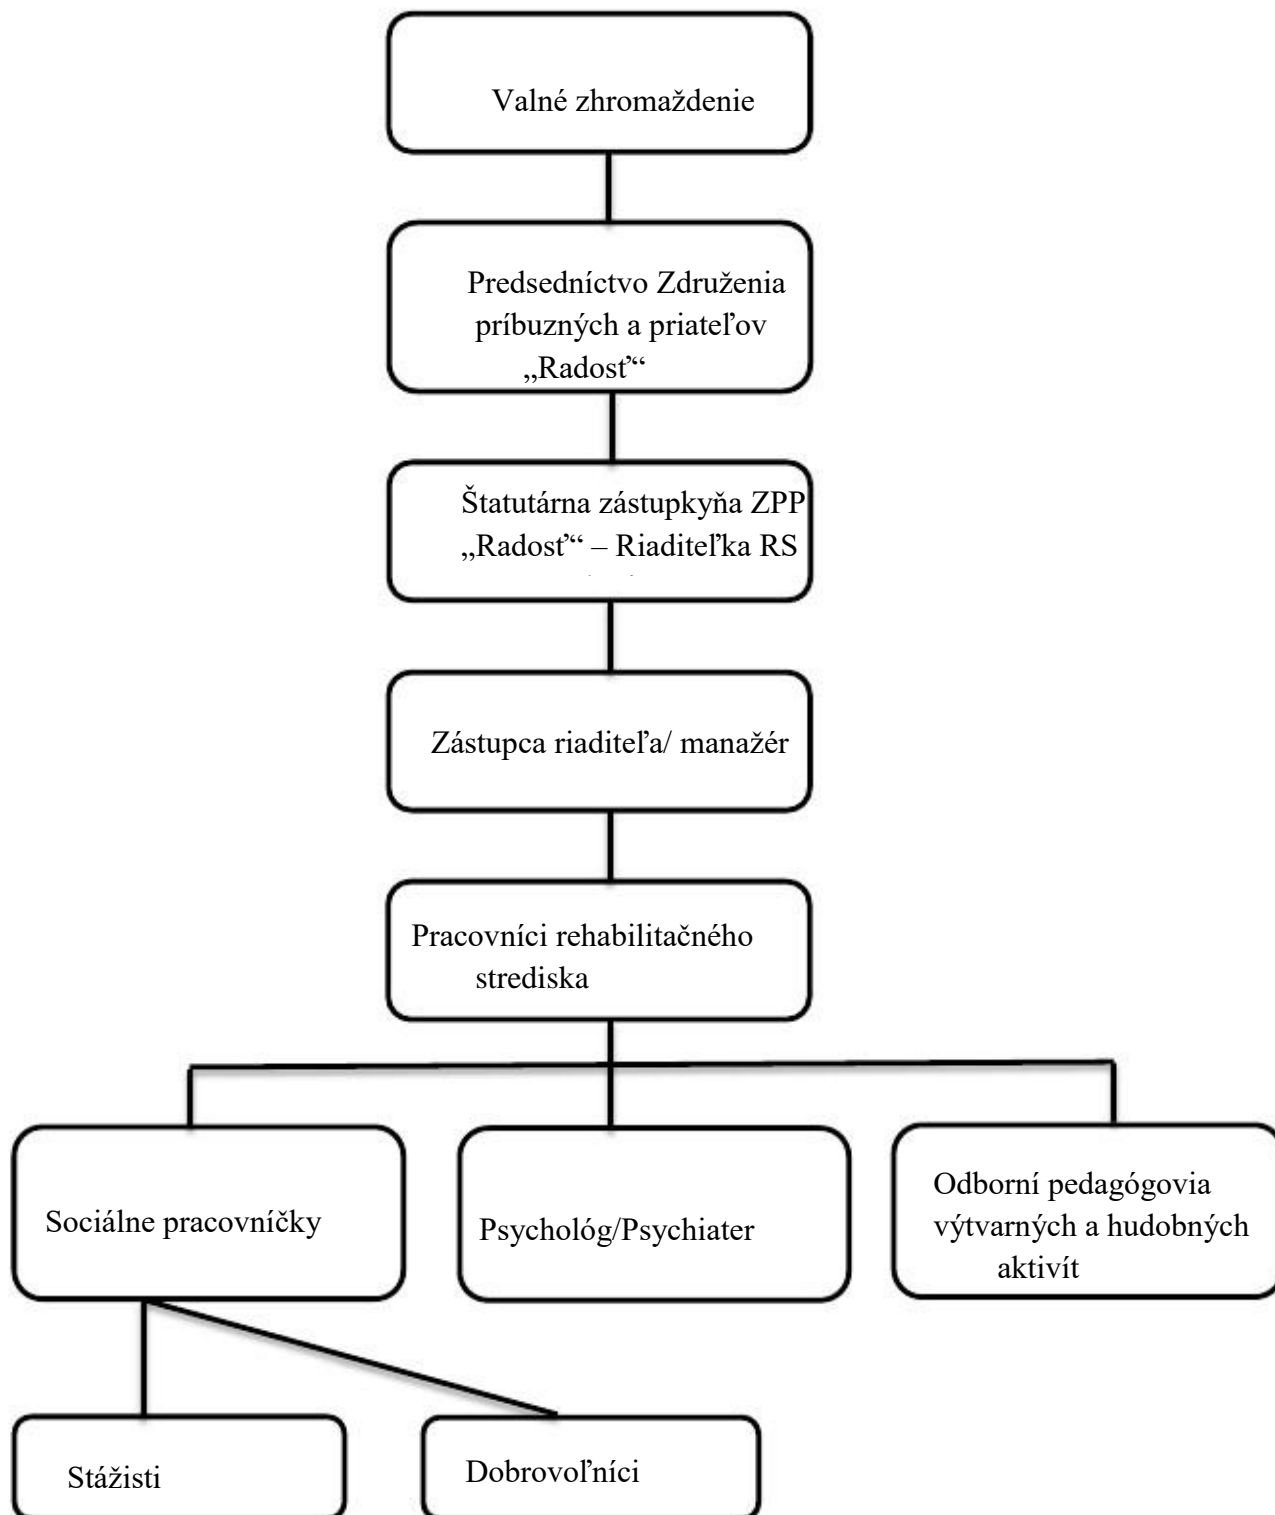 Valné zhromaždenie
Predsedníctvo Združenia
príbuzných a priateľov
„Radosť“
Štatutárna zástupkyňa ZPP
„Radosť“ – Riaditeľka RS
Zástupca riaditeľa/ manažér
Pracovníci rehabilitačného
strediska
Sociálne pracovníčky
Psychológ/Psychiater
Odborní pedagógovia
výtvarných a hudobných
aktivít
Stážisti
Dobrovoľníci